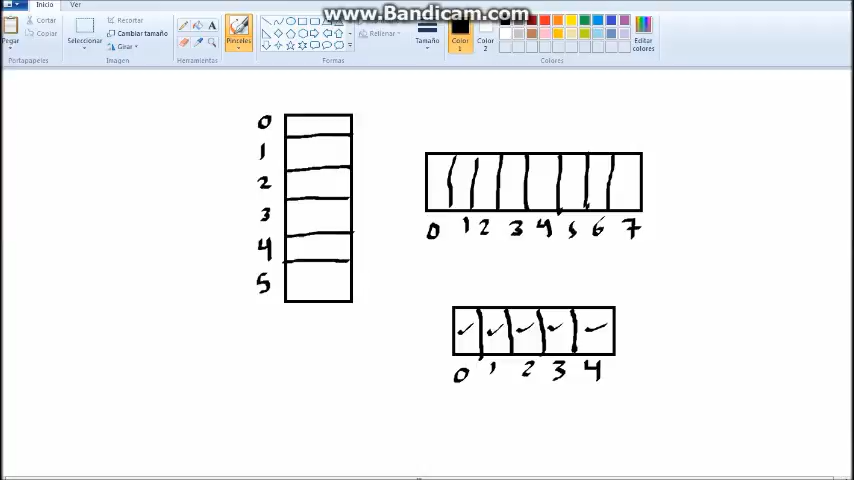 www.Bandicam.com
Inicio Ver
Pegar
Cortar
Copiar
Portapapeles
Seleccionar
Recortar
Cambiar tamaño
Girar
Imagen
A
Herramientas
Pinceles
Rellenar
Formas
Tamaño
Color
1
Color
2
Editar
colores
Colores
0
1
2
3
4
5
0 1 2 3 4 5 6 7
0 1 2 3 4